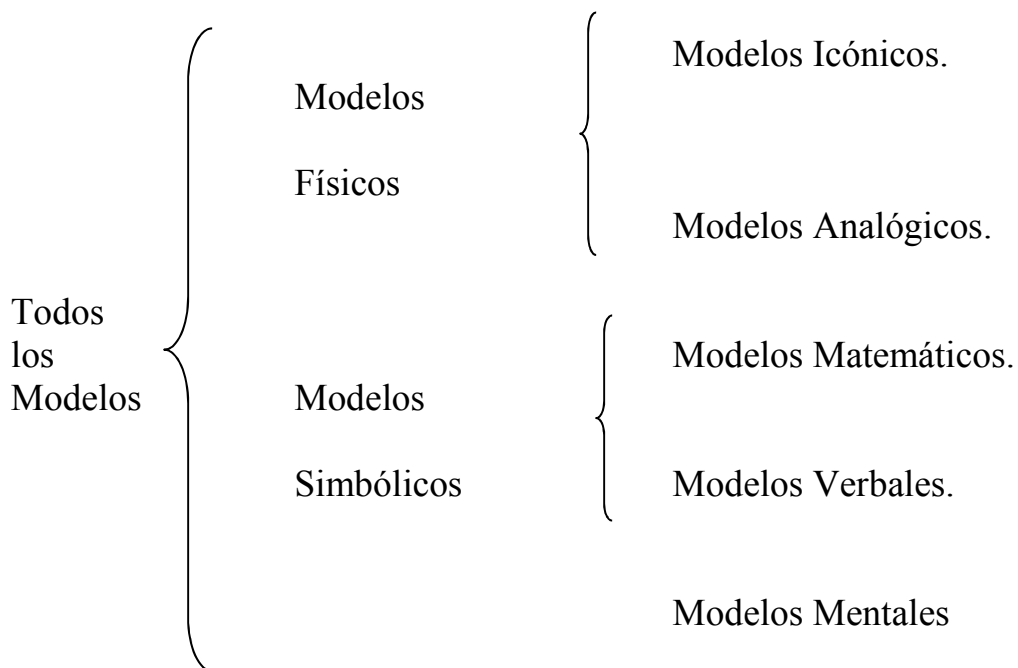 Todos
los
Modelos
Modelos
Físicos
Modelos Icónicos.
Modelos Analógicos.
Modelos
Simbólicos
Modelos Matemáticos.
Modelos Verbales.
Modelos Mentales